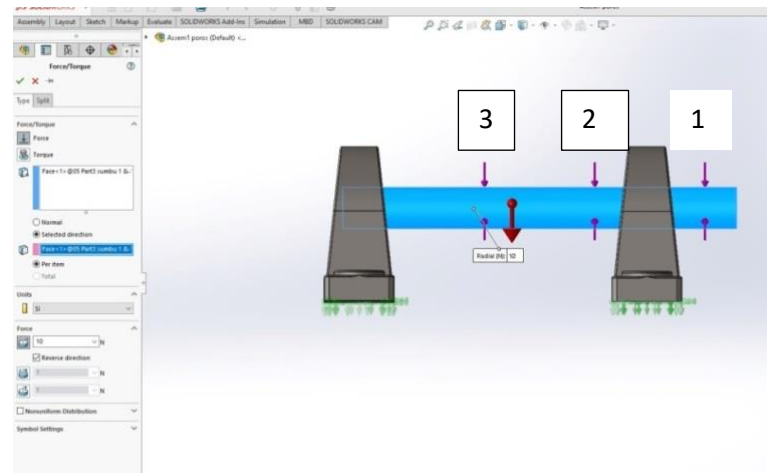 Assembly Layout Sketch Markup Evaluate SOLIDWORKS Add-Ins Simulation MBD SOLIDWORKS CAM
Assem1 poros (Default) <...
Force/Torque
Type Split
Force/Torque
Force
Torque
Normal
Selected direction
Per item
Total
Units
SI
Force
10 N
Reverse direction
1 N
1 N
Nonuniform Distribution
Symbol Settings
3 2 1
Radial (N): 10